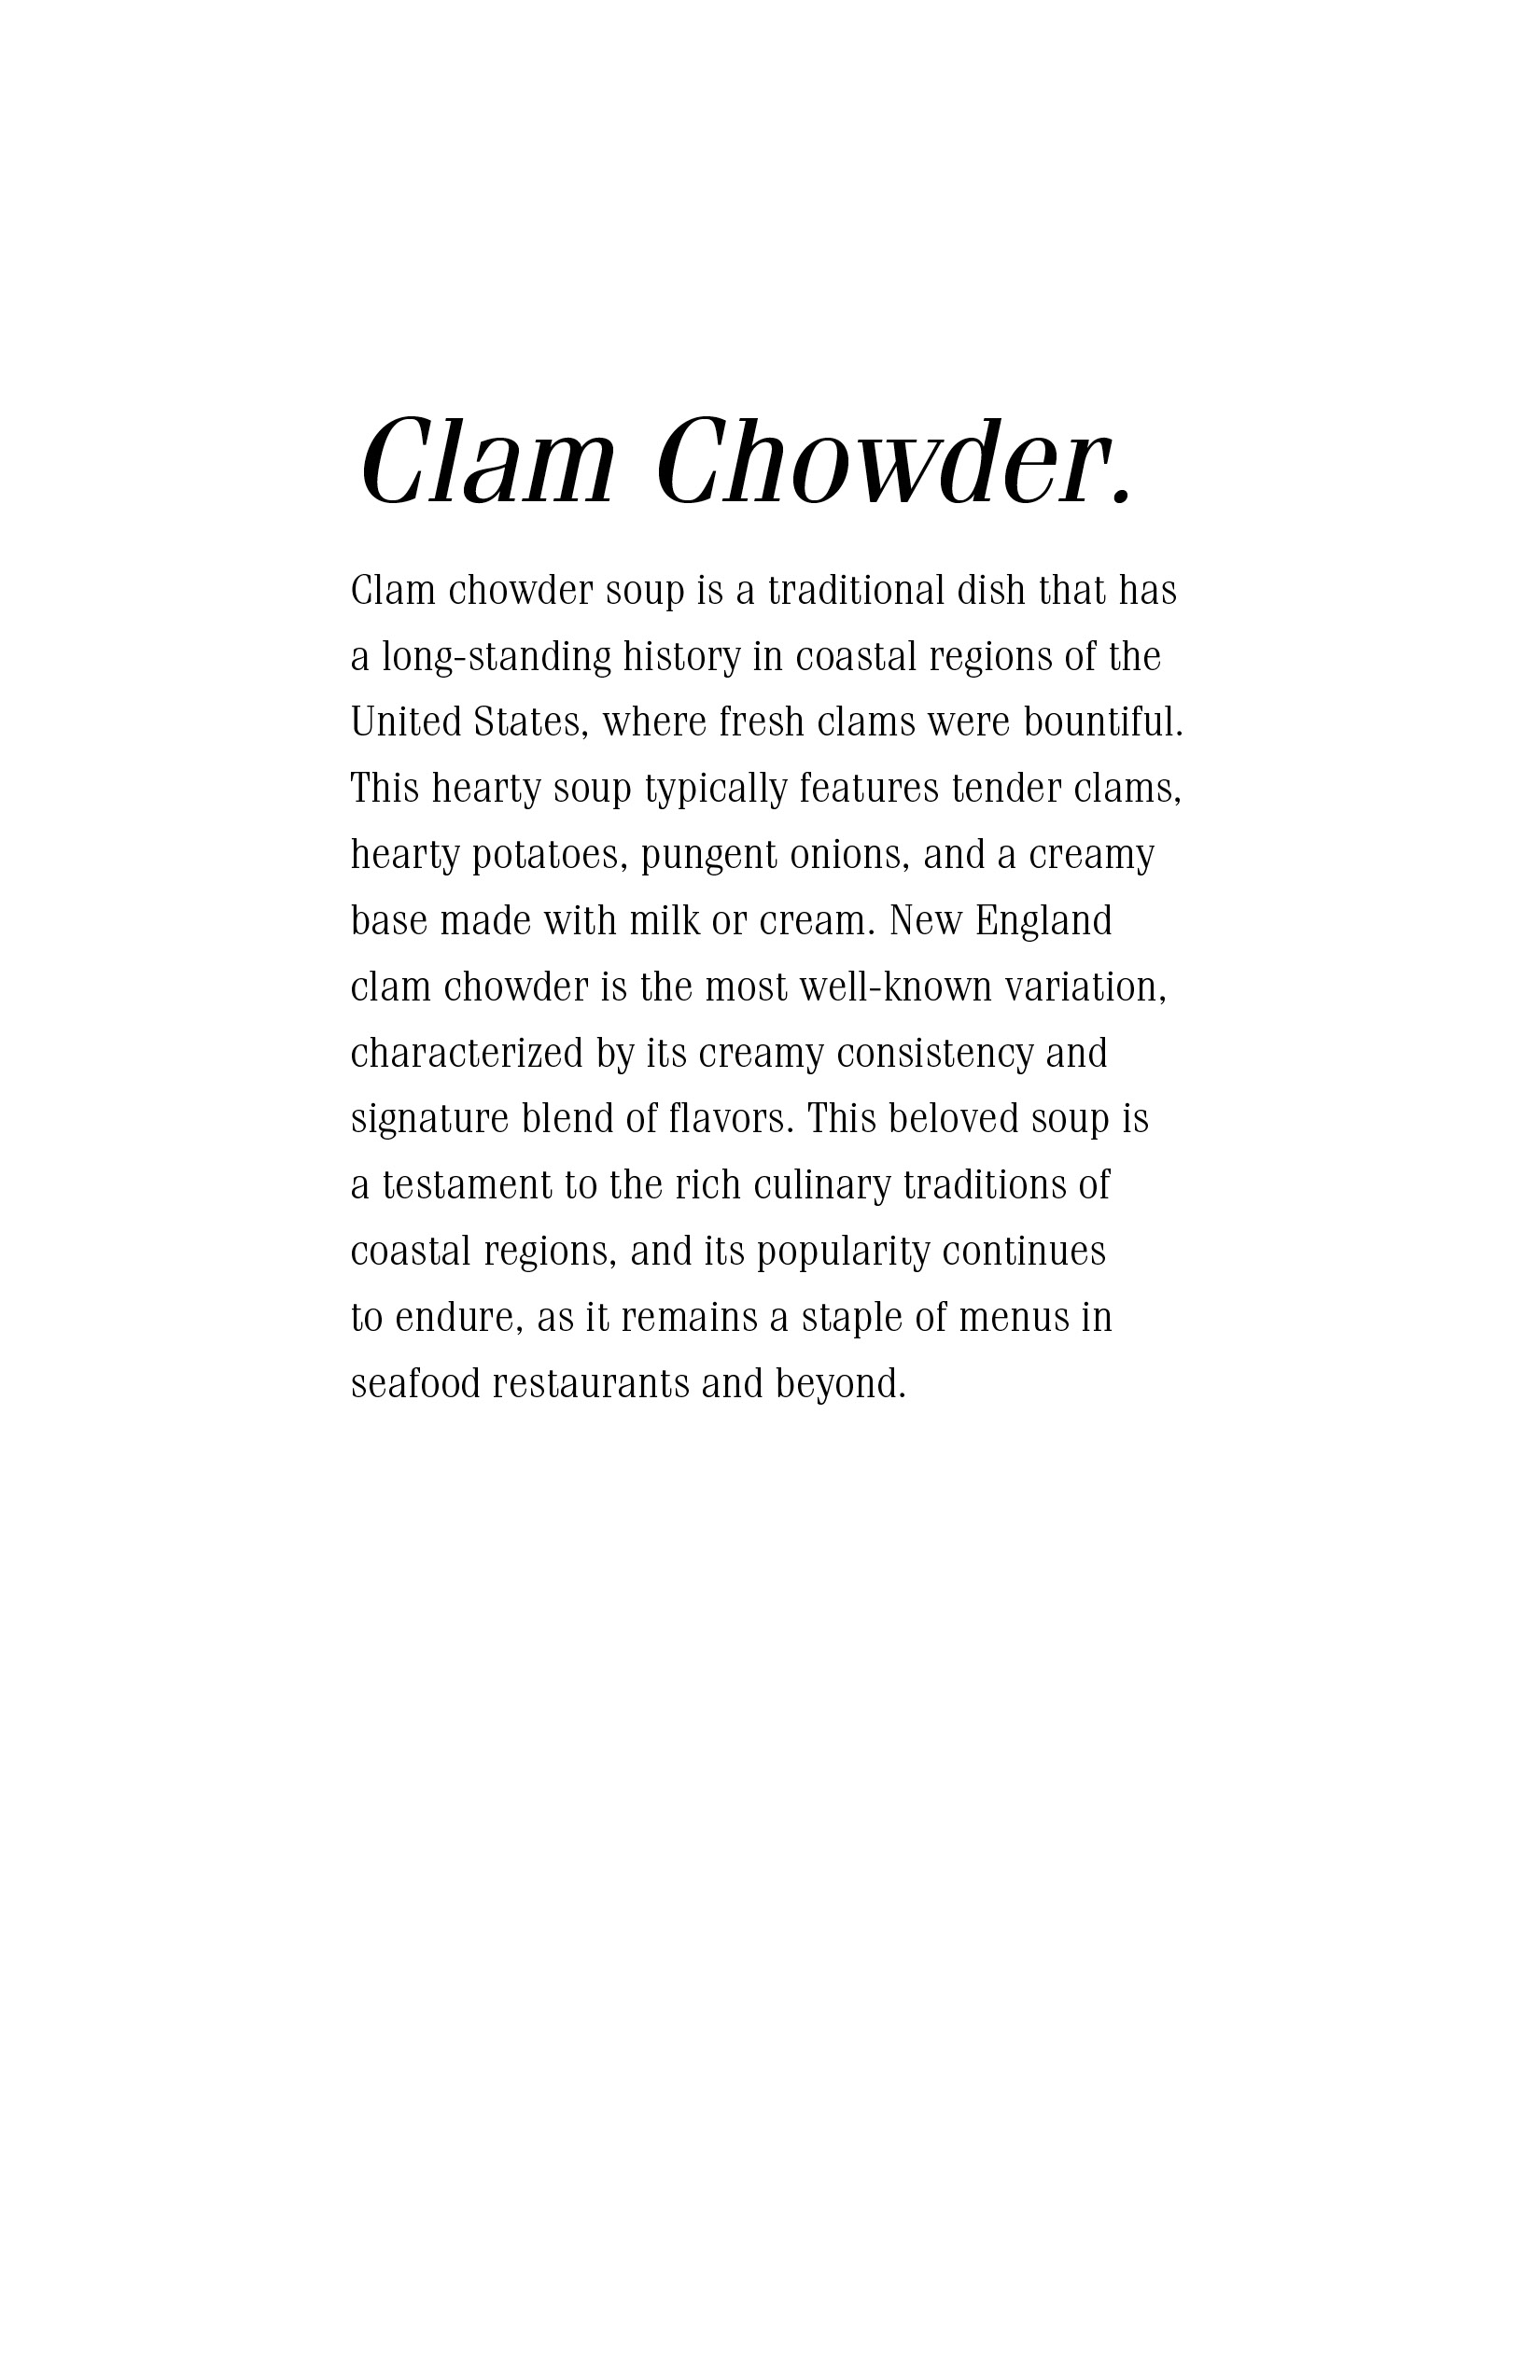 Clam Chowder.
Clam chowder soup is a traditional dish that has
a long-standing history in coastal regions of the
United States, where fresh clams were bountiful.
This hearty soup typically features tender clams,
hearty potatoes, pungent onions, and a creamy
base made with milk or cream. New England
clam chowder is the most well-known variation,
characterized by its creamy consistency and
signature blend of flavors. This beloved soup is
a testament to the rich culinary traditions of
coastal regions, and its popularity continues
to endure, as it remains a staple of menus in
seafood restaurants and beyond.